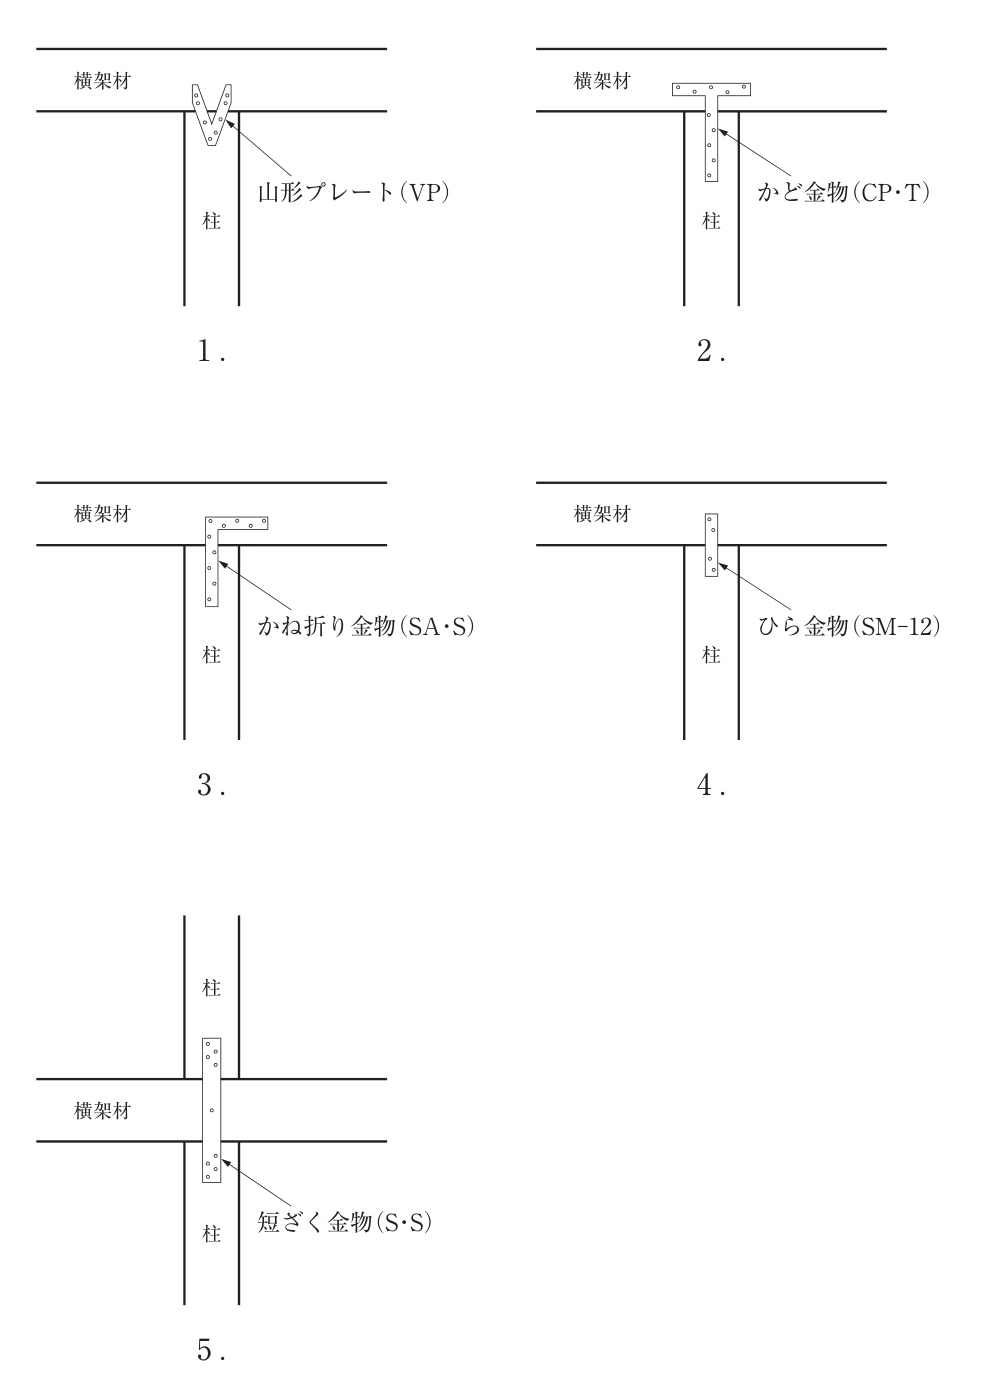 横架材
山形プレート(VP)
柱
1.
横架材
かど金物(CP・T)
柱
2.
横架材
かね折り金物(SA・S)
柱
3.
横架材
ひら金物(SM-12)
柱
4.
柱
横架材
短ざく金物(S・S)
柱
5.